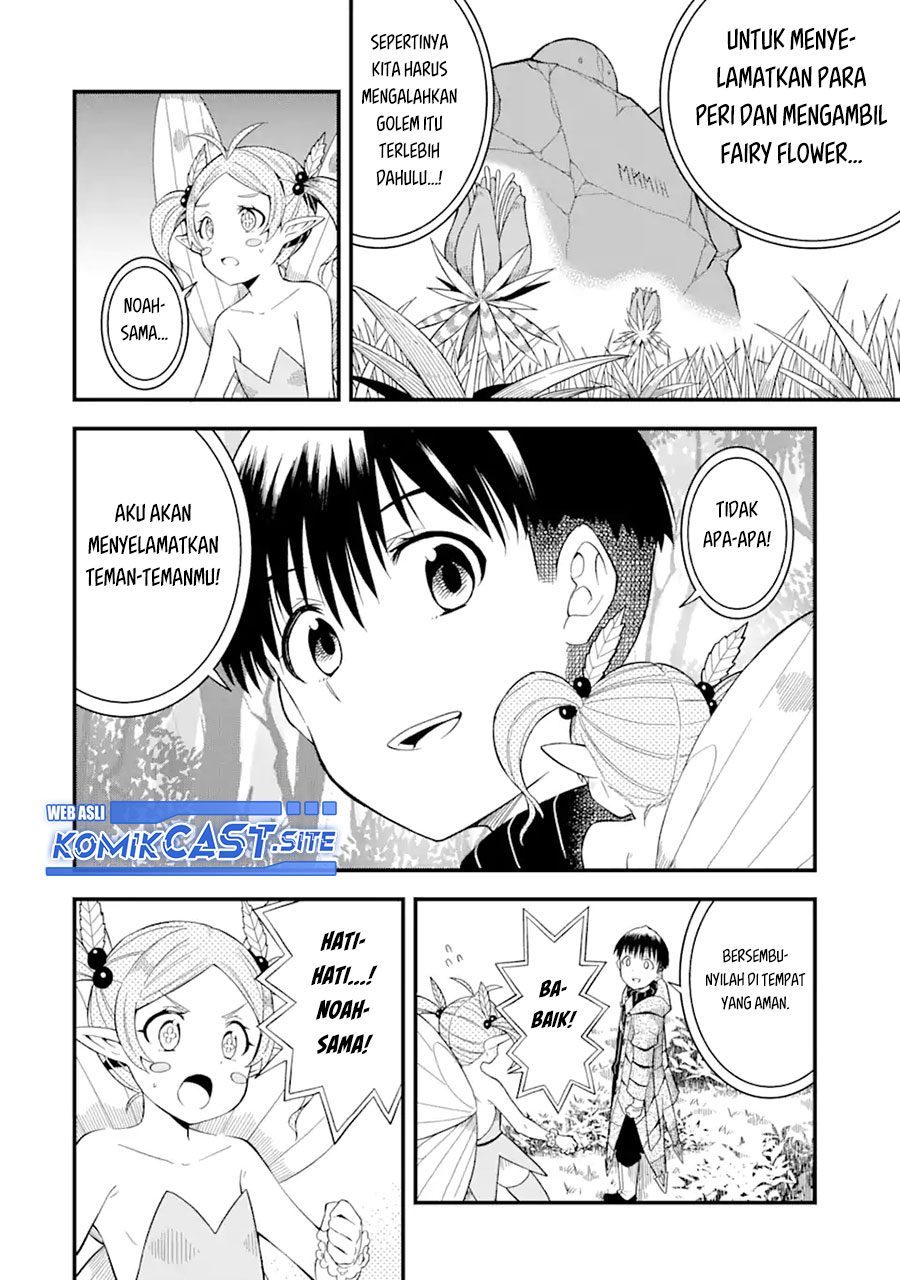 UNTUK MENYE-
LAMATKAN PARA
PERI DAN MENGAMBIL
FAIRY FLOWER...
SEPERTINYA
KITA HARUS
MENGALAHKAN
GOLEM ITU
TERLEBIH
DAHULU...!
NOAH-
SAMA...
TIDAK
APA-APA!
AKU AKAN
MENYELAMATKAN
TEMAN-TEMANMU!
WEB ASLI
KOMIKCAST.SITE
BERSEMBU-
NYILAH DI TEMPAT
YANG AMAN.
BA-
BAIK!
HATI-
HATI...!
NOAH-
SAMA!